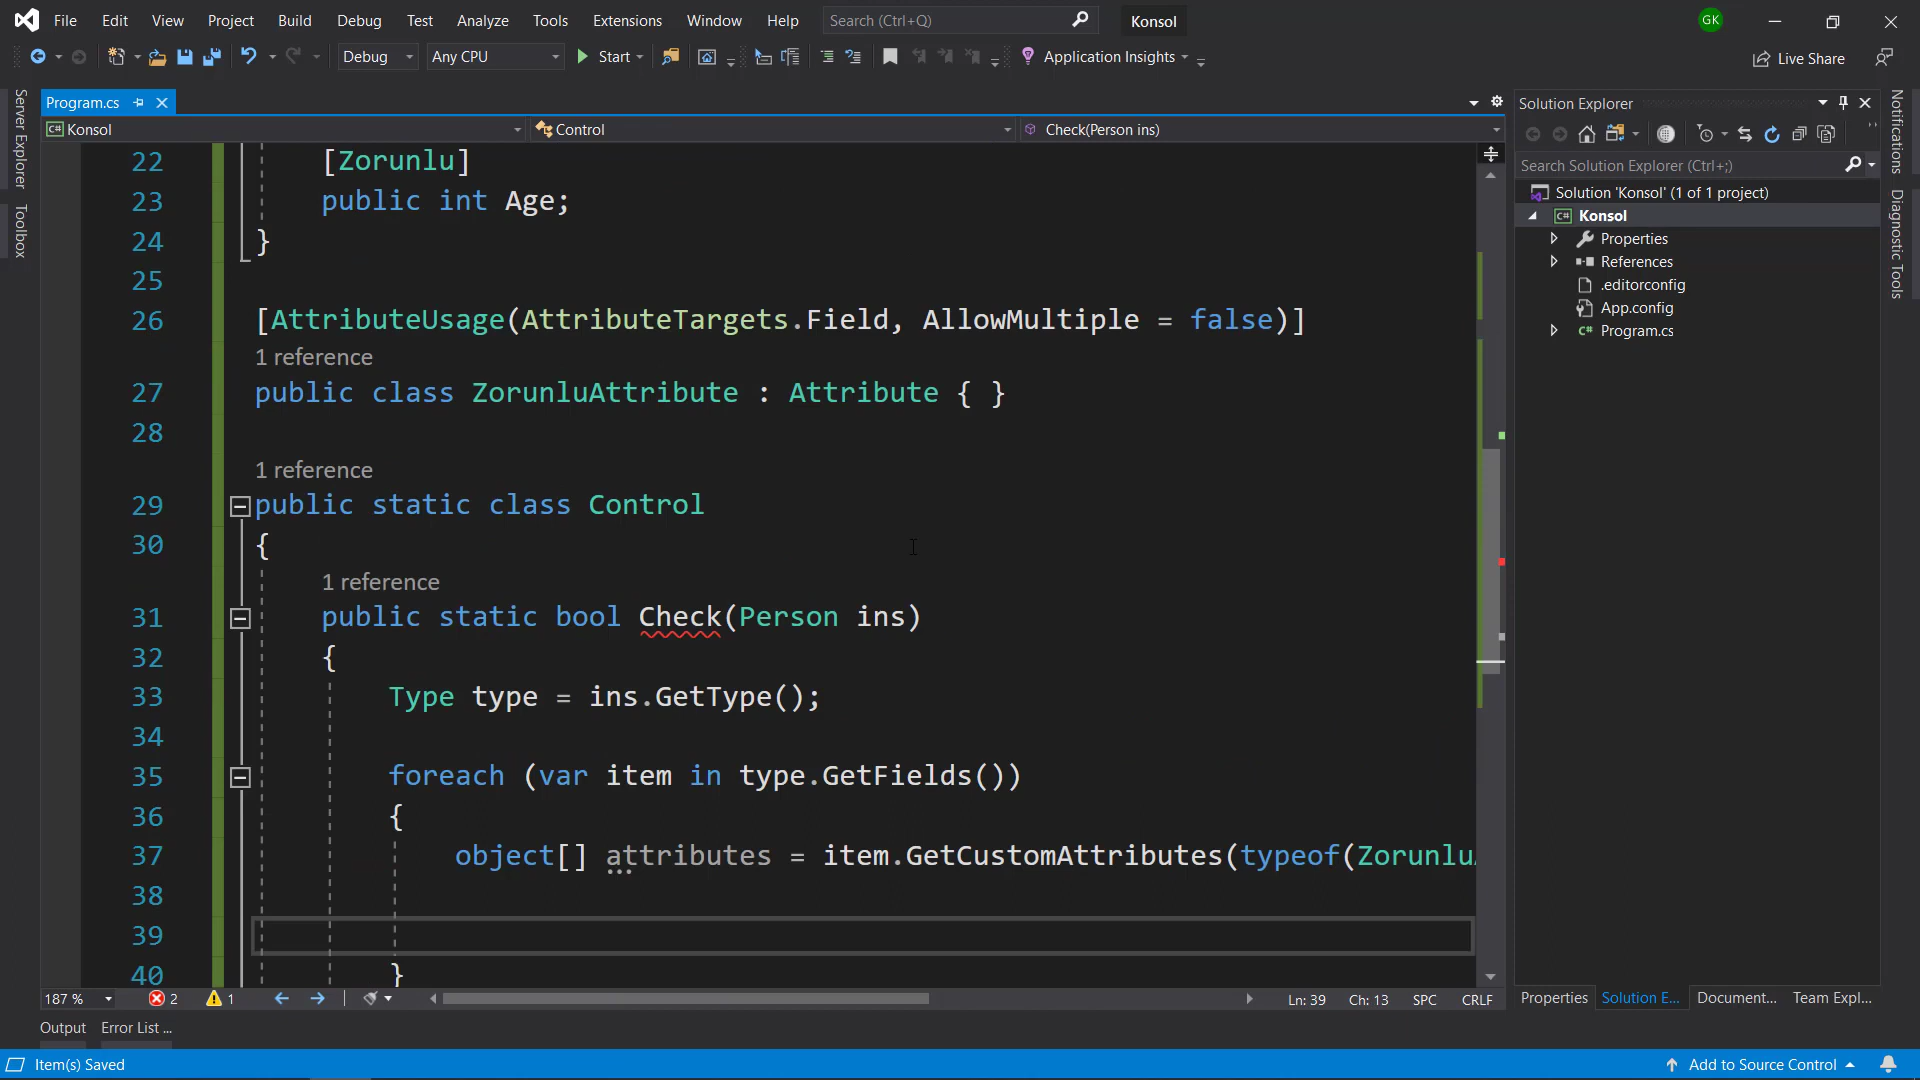 File Edit View Project Build Debug Test Analyze Tools Extensions Window Help Search (Ctrl+Q) Konsol GK
Debug Any CPU Start Application Insights Live Share
Server Explorer
Toolbox
Program.cs
Konsol Control Check(Person ins)
22 [Zorunlu]
23 public int Age;
24 }
25
26 [AttributeUsage(AttributeTargets.Field, AllowMultiple = false)]
1 reference
27 public class ZorunluAttribute : Attribute { }
28
1 reference
29 public static class Control
30 {
1 reference
31 public static bool Check(Person ins)
32 {
33 Type type = ins.GetType();
34
35 foreach (var item in type.GetFields())
36 {
37 object[] attributes = item.GetCustomAttributes(typeof(Zorunlu
38
39
40 }
187 % 2 1 Ln: 39 Ch: 13 SPC CRLF
Solution Explorer
Search Solution Explorer (Ctrl+;)
Solution 'Konsol' (1 of 1 project)
C# Konsol
Properties
References
.editorconfig
App.config
C# Program.cs
Properties Solution E... Document... Team Expl...
Notifications
Diagnostic Tools
Output Error List ...
Item(s) Saved Add to Source Control